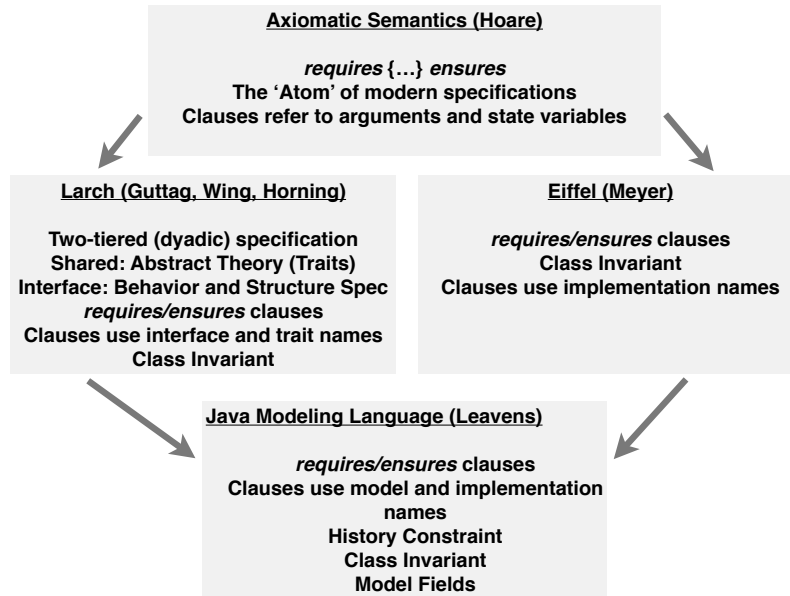 Axiomatic Semantics (Hoare)
requires {…} ensures
The ‘Atom’ of modern specifications
Clauses refer to arguments and state variables
Larch (Guttag, Wing, Horning)
Two-tiered (dyadic) specification
Shared: Abstract Theory (Traits)
Interface: Behavior and Structure Spec
requires/ensures clauses
Clauses use interface and trait names
Class Invariant
Eiffel (Meyer)
requires/ensures clauses
Class Invariant
Clauses use implementation names
Java Modeling Language (Leavens)
requires/ensures clauses
Clauses use model and implementation
names
History Constraint
Class Invariant
Model Fields